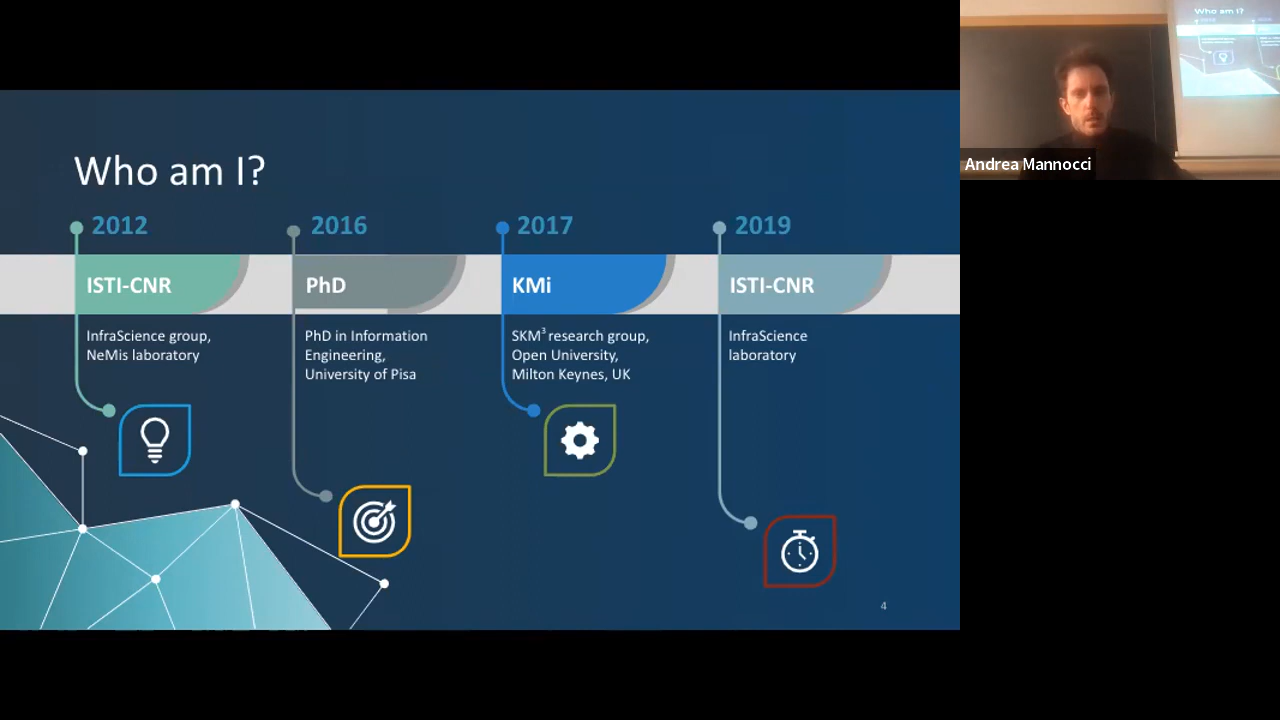 Who am I?
2012
2016
2017
2019
ISTI-CNR
PhD
KMi
ISTI-CNR
InfraScience group,
NeMis laboratory
PhD in Information
Engineering,
University of Pisa
SKM³ research group,
Open University,
Milton Keynes, UK
InfraScience
laboratory
4
Who am I?
Andrea Mannocci